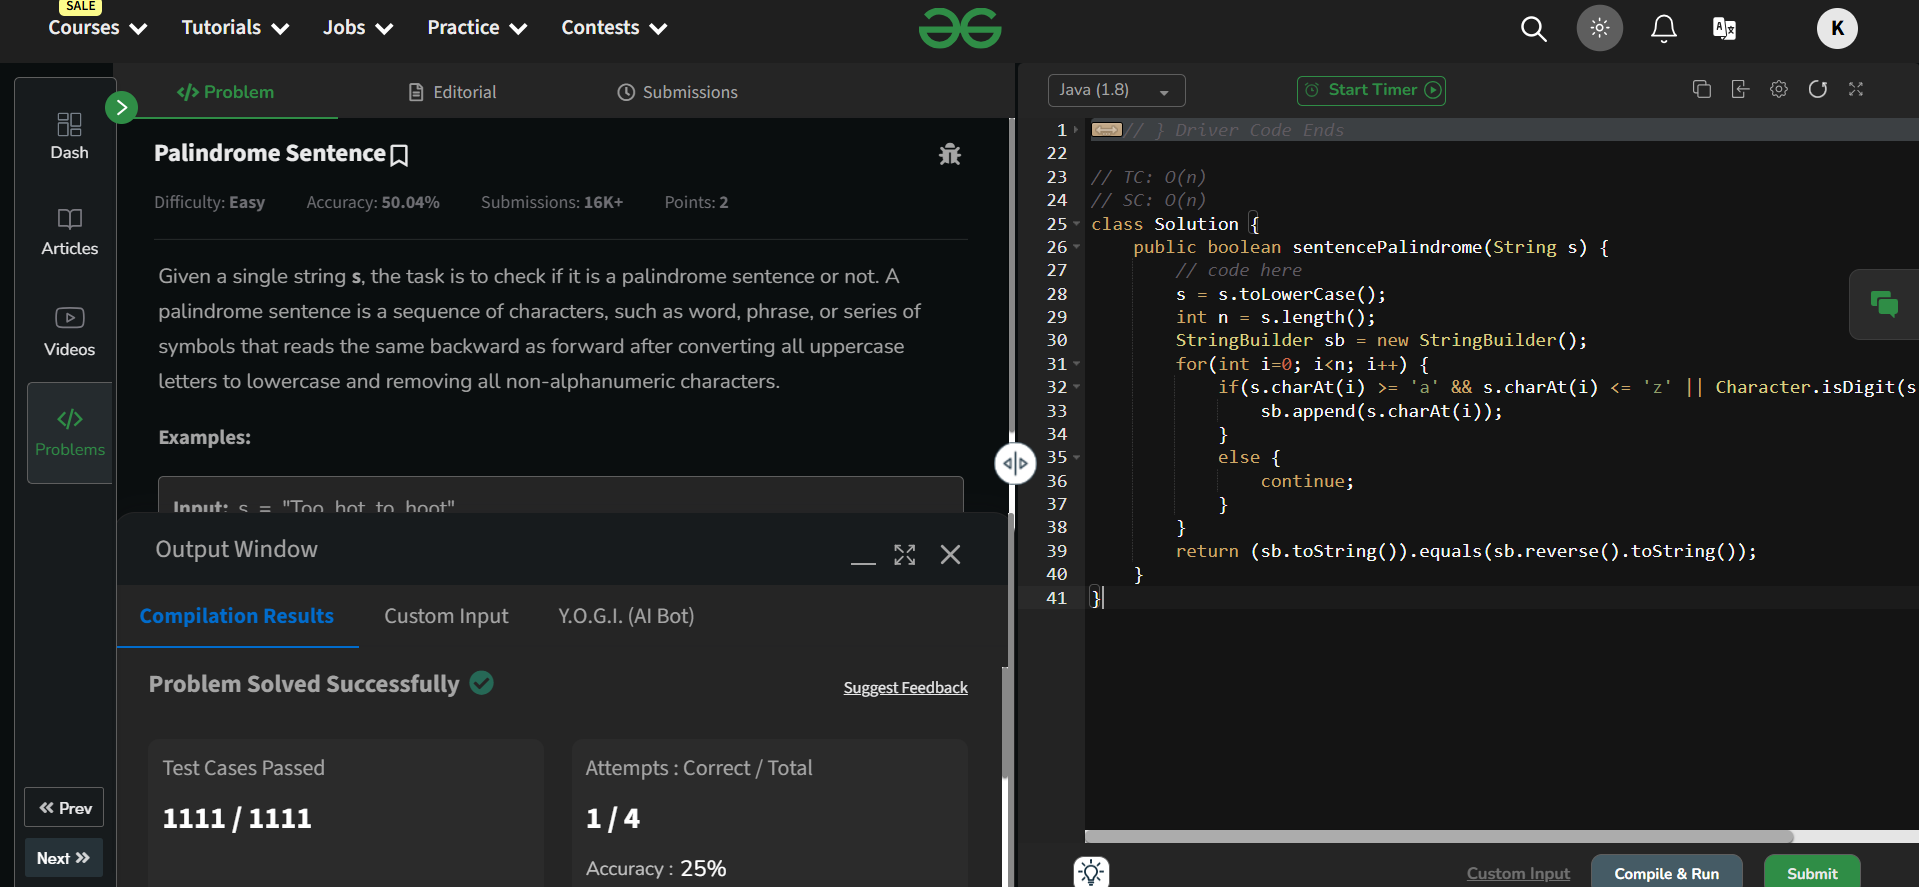 SALE
Courses Tutorials Jobs Practice Contests
K
Dash
Articles
Videos
Problems
Prev
Next
Problem Editorial Submissions
Palindrome Sentence
Difficulty: Easy Accuracy: 50.04% Submissions: 16K+ Points: 2
Given a single string s, the task is to check if it is a palindrome sentence or not. A
palindrome sentence is a sequence of characters, such as word, phrase, or series of
symbols that reads the same backward as forward after converting all uppercase
letters to lowercase and removing all non-alphanumeric characters.
Examples:
Input: s = "Too hot to hoot"
Output Window
Compilation Results Custom Input Y.O.G.I. (AI Bot)
Problem Solved Successfully
Suggest Feedback
Test Cases Passed
1111 / 1111
Attempts : Correct / Total
1 / 4
Accuracy : 25%
Java (1.8) Start Timer
1 // } Driver Code Ends
22
23 // TC: O(n)
24 // SC: O(n)
25 class Solution {
26 public boolean sentencePalindrome(String s) {
27 // code here
28 s = s.toLowerCase();
29 int n = s.length();
30 StringBuilder sb = new StringBuilder();
31 for(int i=0; i<n; i++) {
32 if(s.charAt(i) >= 'a' && s.charAt(i) <= 'z' || Character.isDigit(s
33 sb.append(s.charAt(i));
34 }
35 else {
36 continue;
37 }
38 }
39 return (sb.toString()).equals(sb.reverse().toString());
40 }
41 }
Custom Input Compile & Run Submit